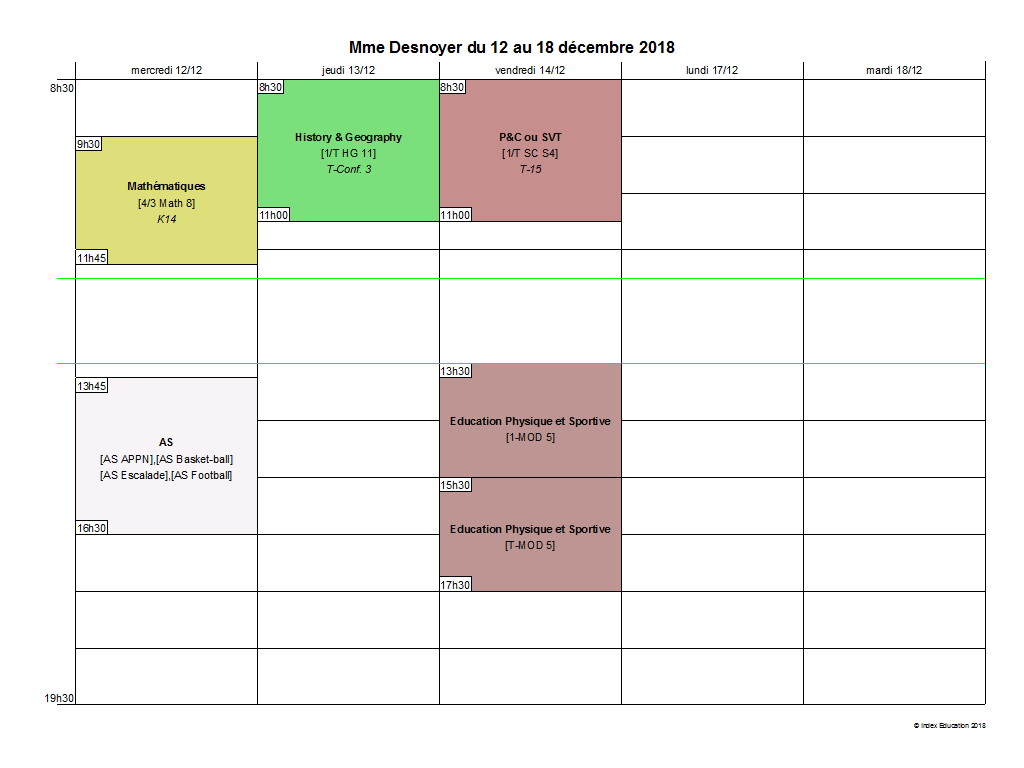 Mme Desnoyer du 12 au 18 décembre 2018
mercredi 12/12
jeudi 13/12
vendredi 14/12
lundi 17/12
mardi 18/12
8h30
9h30
Mathématiques
[4/3 Math 8]
K14
11h45
13h45
AS
[AS APPN],[AS Basket-ball]
[AS Escalade],[AS Football]
16h30
8h30
History & Geography
[1/T HG 11]
T-Conf. 3
11h00
8h30
P&C ou SVT
[1/T SC S4]
T-15
11h00
13h30
Education Physique et Sportive
[1-MOD 5]
15h30
Education Physique et Sportive
[T-MOD 5]
17h30
19h30
© Index Education 2018